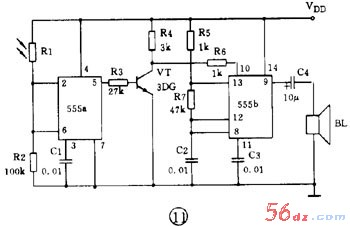 VDD
R4
3k
R5
1k
R1
R6
1k
4
10
14
2
5
R3
27k
VT
3DG
13
9
C4
10μ
555a
R7
47k
555b
BL
6
12
8
R2
100k
3
7
C1
0.01
C2
0.01
11
C3
0.01
⑪
56dz.com